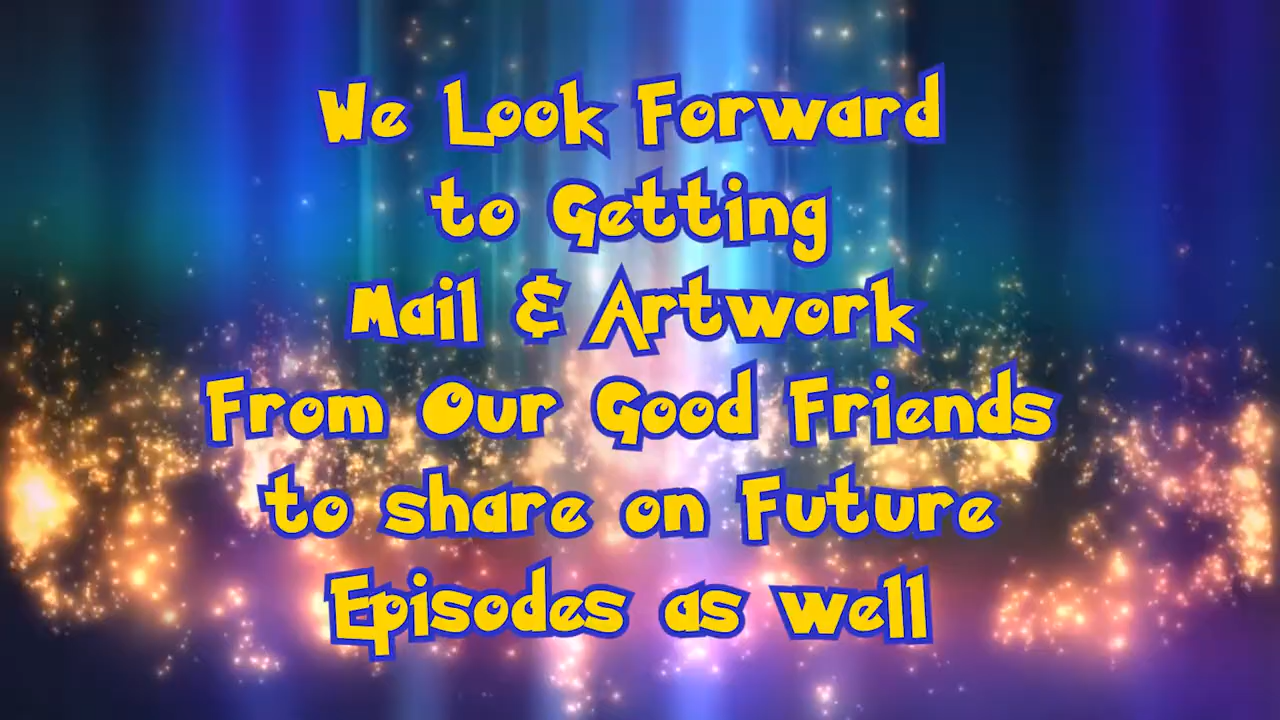 We Look Forward
to Getting
Mail & Artwork
From Our Good Friends
to share on Future
Episodes as well